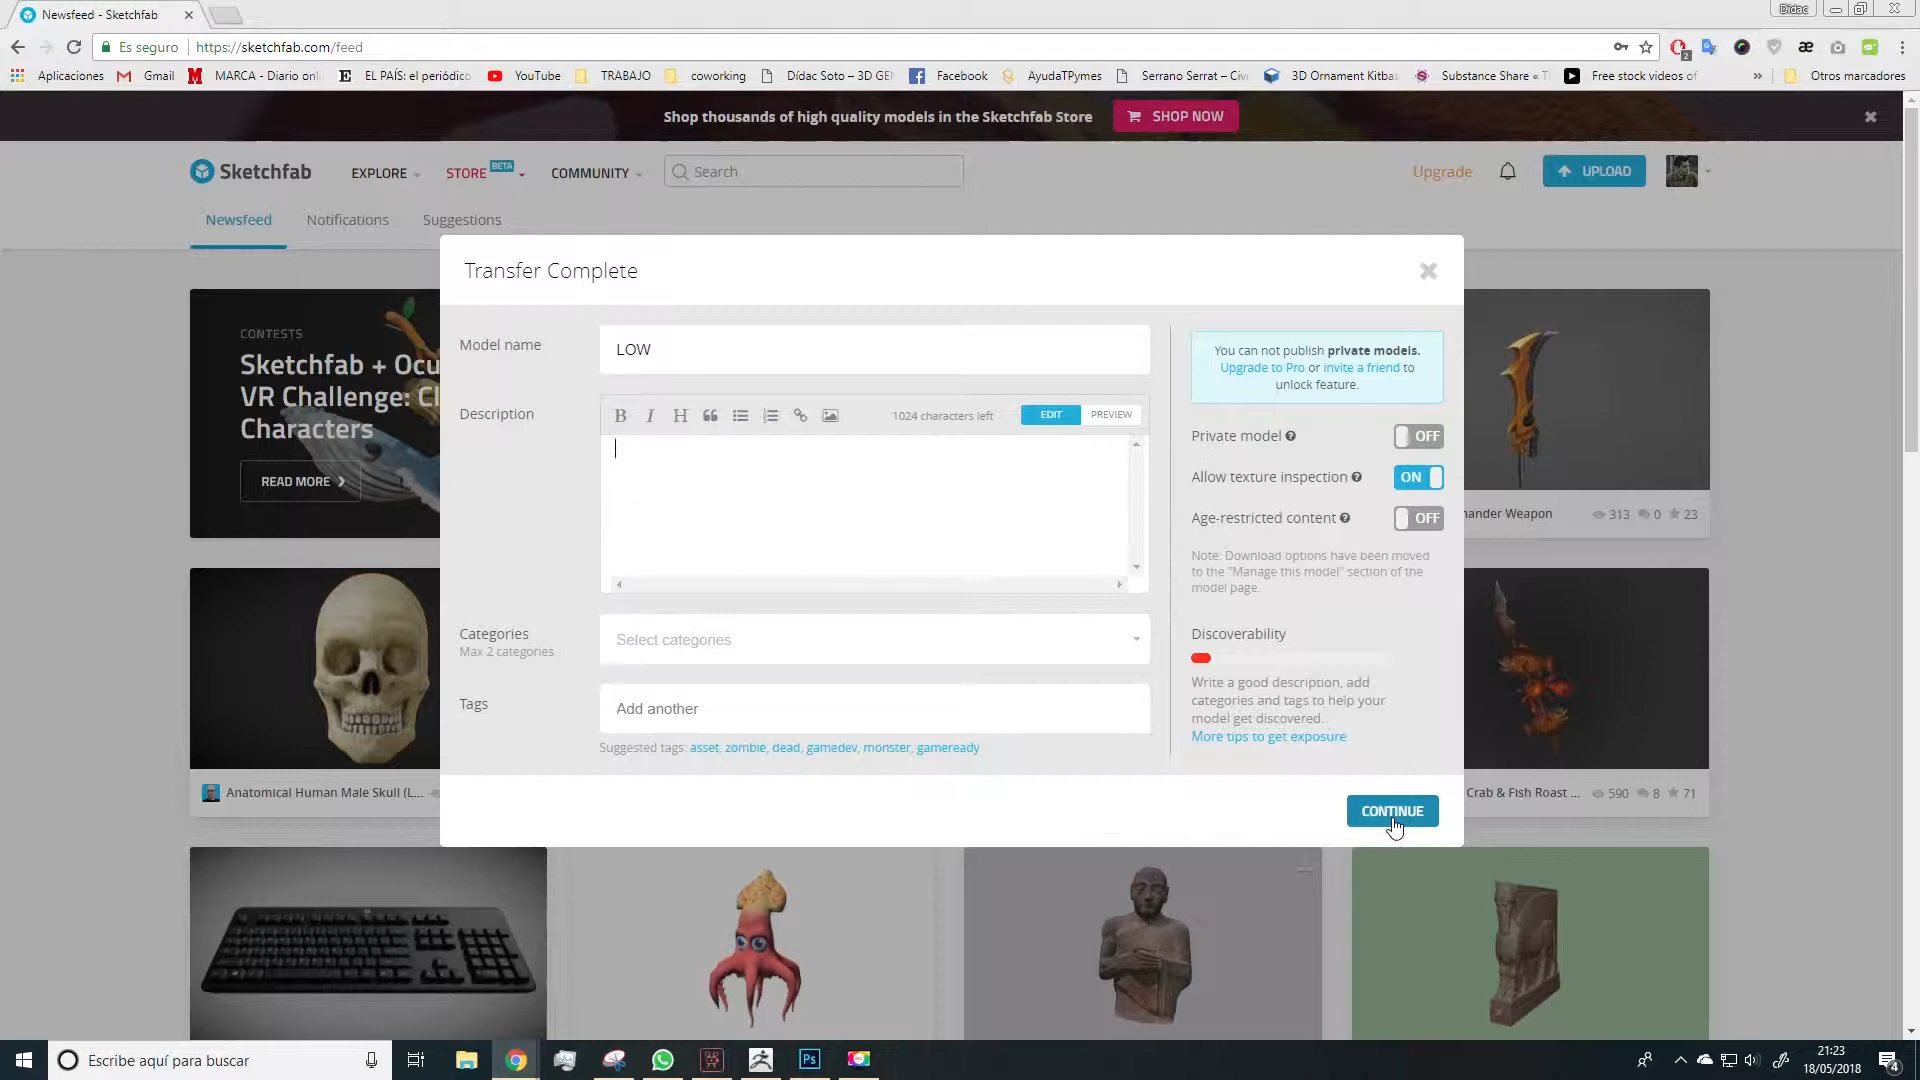 Newsfeed - Sketchfab
Dídac
Es seguro
https://sketchfab.com/feed
2
Aplicaciones
Gmail
MARCA - Diario onl
EL PAÍS: el periódico
YouTube
TRABAJO
coworking
Dídac Soto – 3D GEN
Facebook
AyudaTPymes
Serrano Serrat – Civi
3D Ornament Kitbas
Substance Share « T
Free stock videos of
»
Otros marcadores
Shop thousands of high quality models in the Sketchfab Store
SHOP NOW
Sketchfab
EXPLORE
STORE BETA
COMMUNITY
Search
Upgrade
UPLOAD
Newsfeed
Notifications
Suggestions
Transfer Complete
CONTESTS
Sketchfab + Ocu
VR Challenge: Cl
Characters
READ MORE
Model name
LOW
Description
B I H
1024 characters left
EDIT
PREVIEW
Categories
Max 2 categories
Select categories
Tags
Add another
Suggested tags: asset, zombie, dead, gamedev, monster, gameready
You can not publish private models.
Upgrade to Pro or invite a friend to
unlock feature.
Private model
OFF
Allow texture inspection
ON
Age-restricted content
OFF
Note: Download options have been moved
to the "Manage this model" section of the
model page.
Discoverability
Write a good description, add
categories and tags to help your
model get discovered.
More tips to get exposure
CONTINUE
mander Weapon
313 0 23
Anatomical Human Male Skull (L...
Crab & Fish Roast ...
590 8 71
Escribe aquí para buscar
Ps
21:23
18/05/2018
4